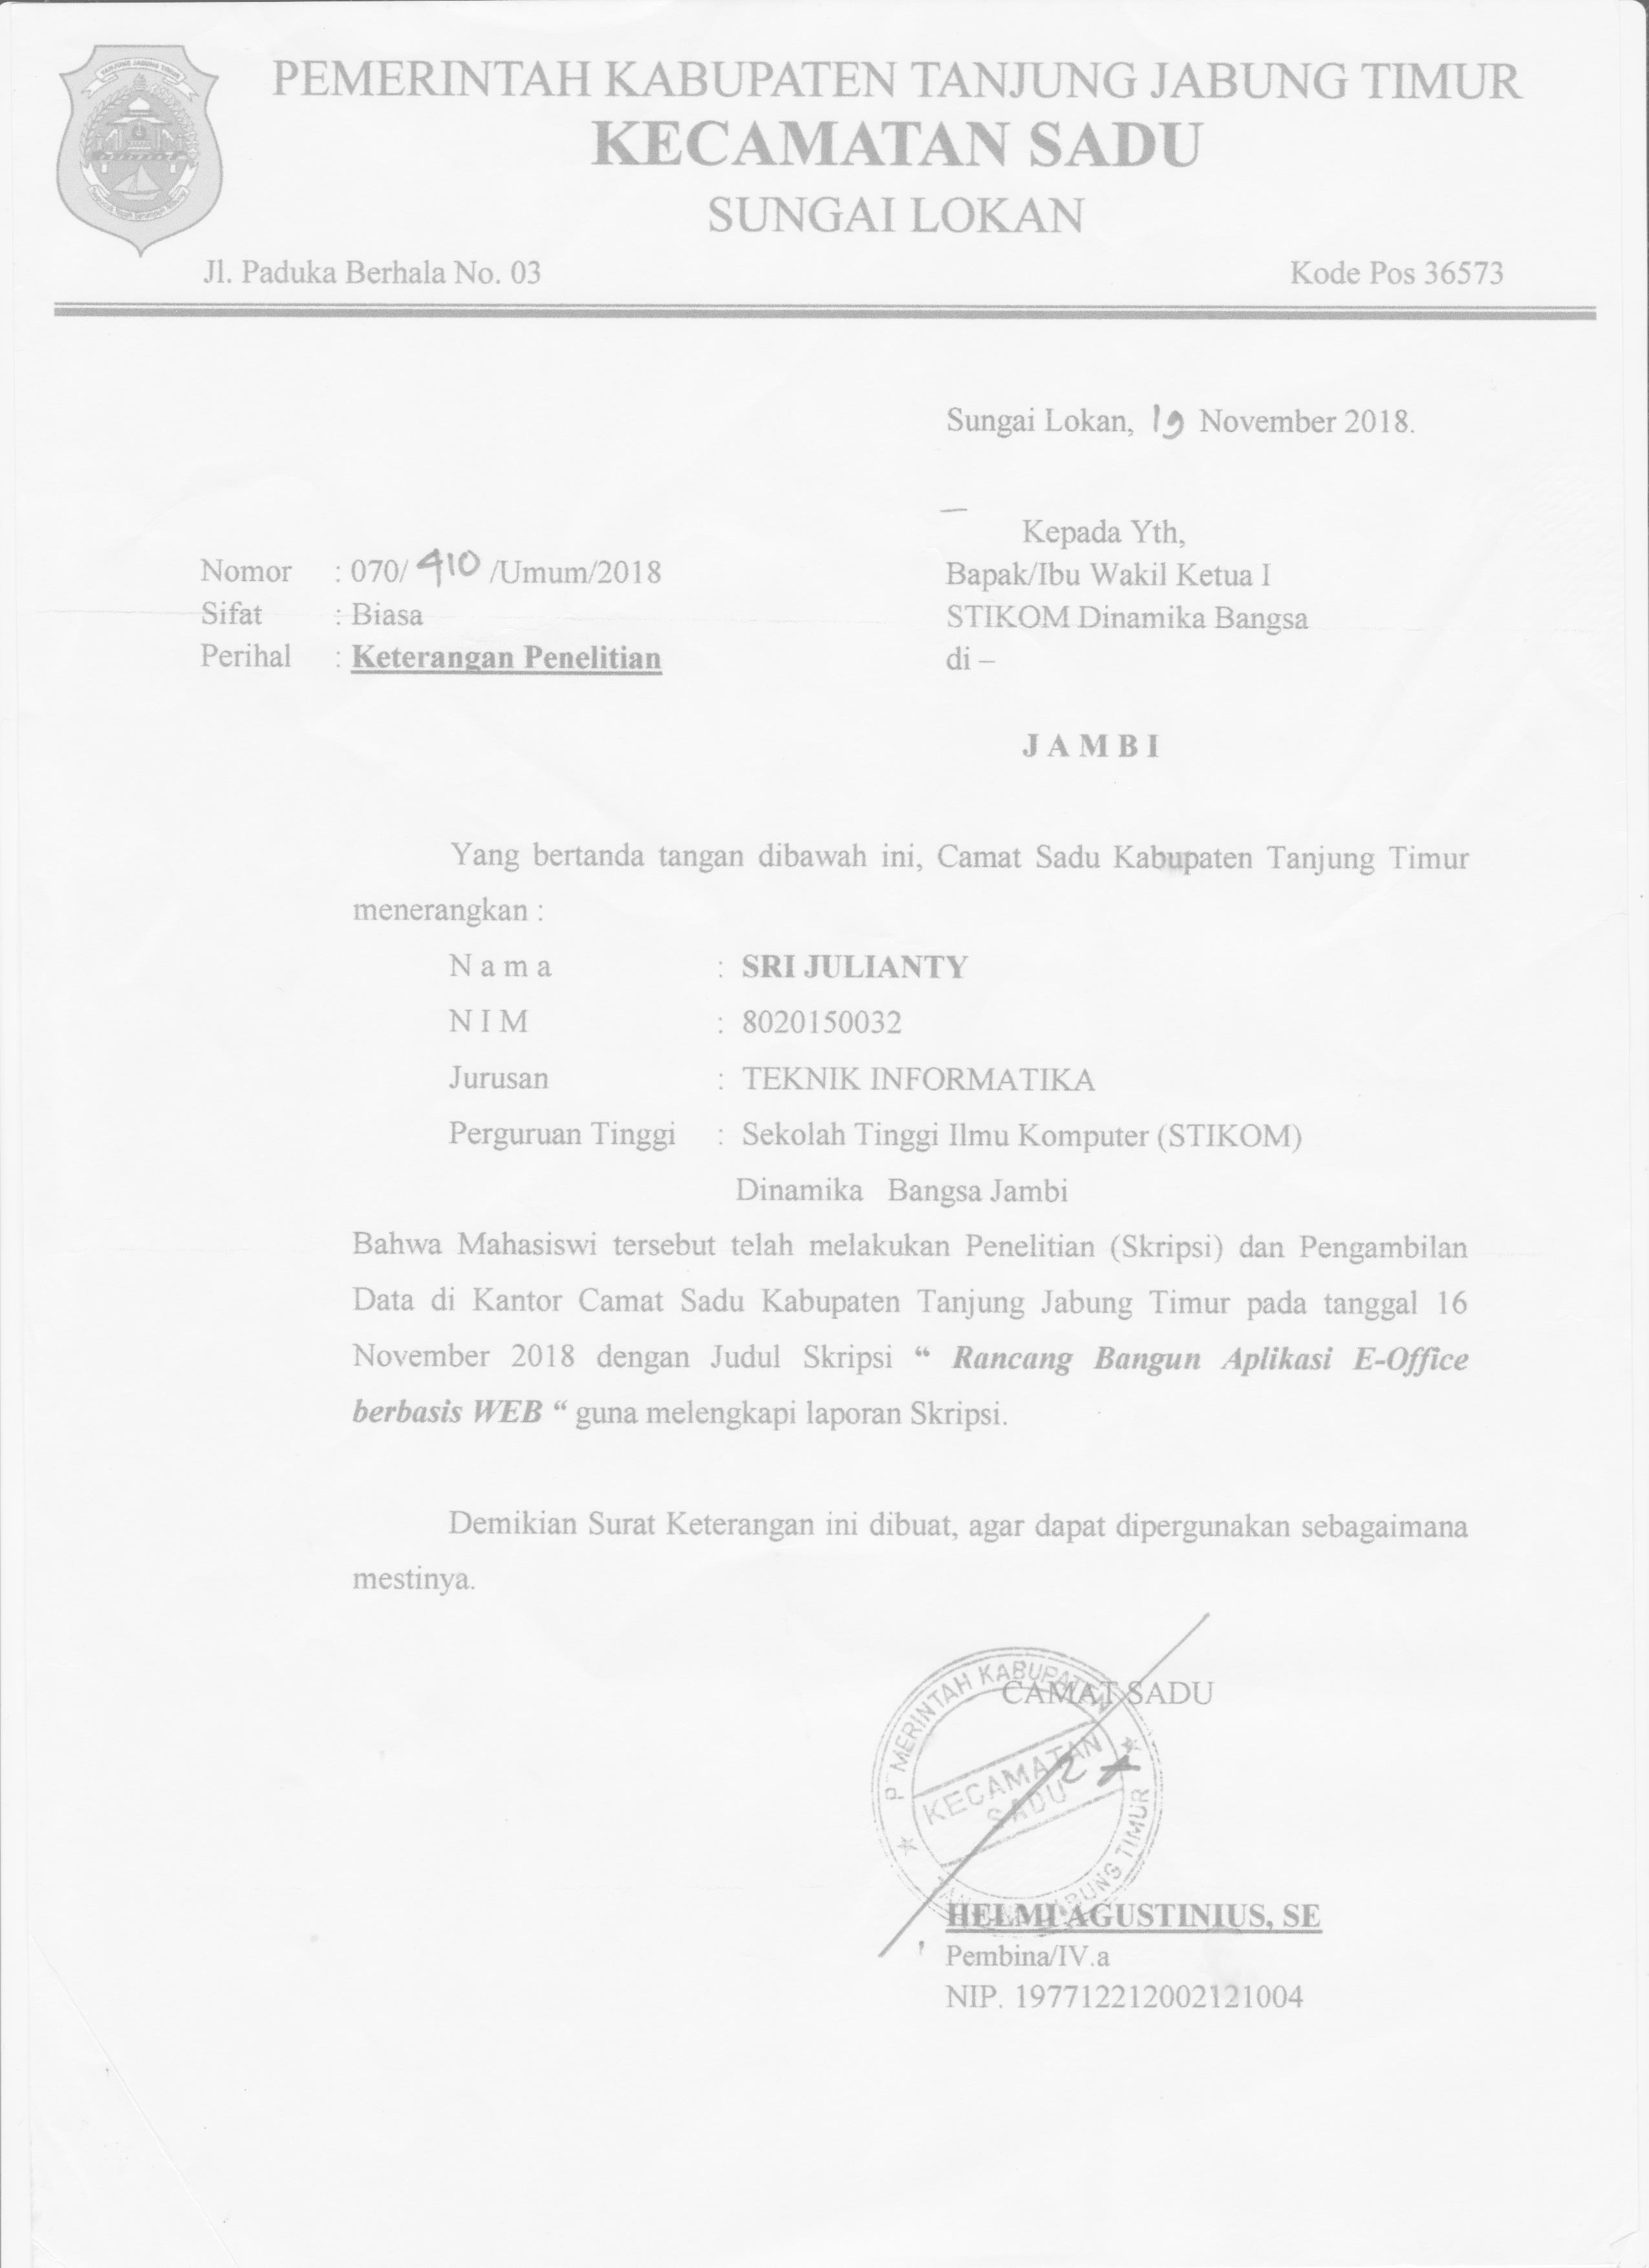 TANJUNG JABUNG TIMUR
PEMERINTAH KABUPATEN TANJUNG JABUNG TIMUR
KECAMATAN SADU
SUNGAI LOKAN
Jl. Paduka Berhala No. 03 Kode Pos 36573
Sungai Lokan, 19 November 2018.
Kepada Yth,
Nomor : 070/ 410 /Umum/2018 Bapak/Ibu Wakil Ketua I
Sifat : Biasa STIKOM Dinamika Bangsa
Perihal : Keterangan Penelitian di –
J A M B I
Yang bertanda tangan dibawah ini, Camat Sadu Kabupaten Tanjung Timur
menerangkan :
N a m a : SRI JULIANTY
N I M : 8020150032
Jurusan : TEKNIK INFORMATIKA
Perguruan Tinggi : Sekolah Tinggi Ilmu Komputer (STIKOM)
Dinamika Bangsa Jambi
Bahwa Mahasiswi tersebut telah melakukan Penelitian (Skripsi) dan Pengambilan
Data di Kantor Camat Sadu Kabupaten Tanjung Jabung Timur pada tanggal 16
November 2018 dengan Judul Skripsi “ Rancang Bangun Aplikasi E-Office
berbasis WEB “ guna melengkapi laporan Skripsi.
Demikian Surat Keterangan ini dibuat, agar dapat dipergunakan sebagaimana
mestinya.
CAMAT SADU
PEMERINTAH KABUPATEN
KECAMATAN
SADU
JABUNG TIMUR
HELMI AGUSTINIUS, SE
Pembina/IV.a
NIP. 197712212002121004